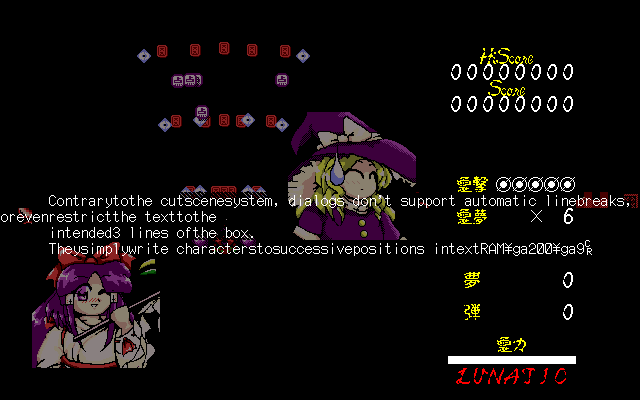 HiScore
00000000
Score
00000000
霊撃
Contrarytothe cutscenesystem, dialogs don't support automatic linebreaks,
霊夢 × 6
orevenrestrictthe texttothe .
intended3 lines ofthe box.
Theysimplywrite characterstosuccessivepositions intextRAM¥ga200¥ga9
夢 0
弾 0
霊力
LUNATIC